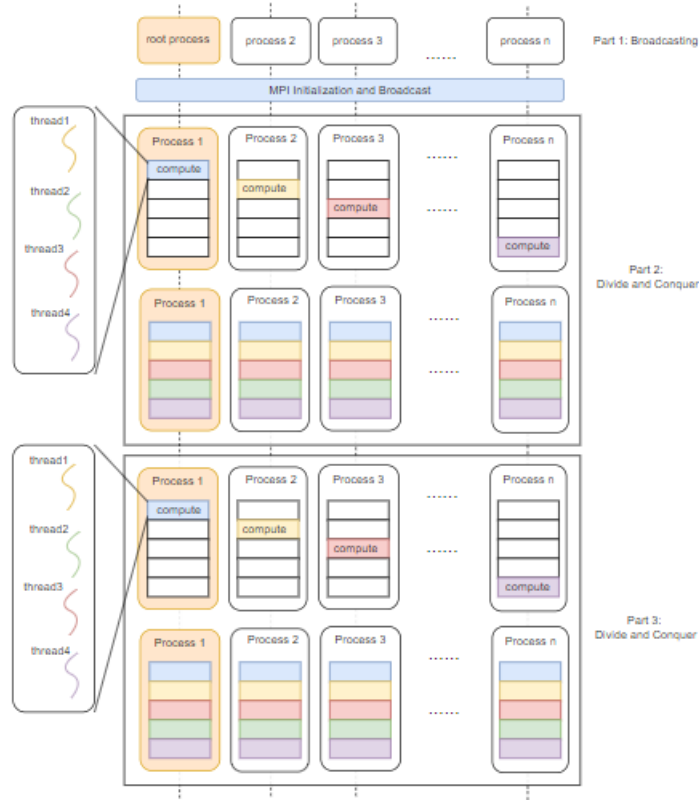 root process
process 2
process 3
......
process n
Part 1: Broadcasting
MPI Initialization and Broadcast
thread1
thread2
thread3
thread4
Process 1
Process 2
Process 3
Process n
......
compute
compute
compute
......
compute
Part 2:
Divide and Conquer
Process 1
Process 2
Process 3
Process n
......
......
thread1
thread2
thread3
thread4
Process 1
Process 2
Process 3
Process n
......
compute
compute
compute
......
compute
Part 3:
Divide and Conquer
Process 1
Process 2
Process 3
Process n
......
......